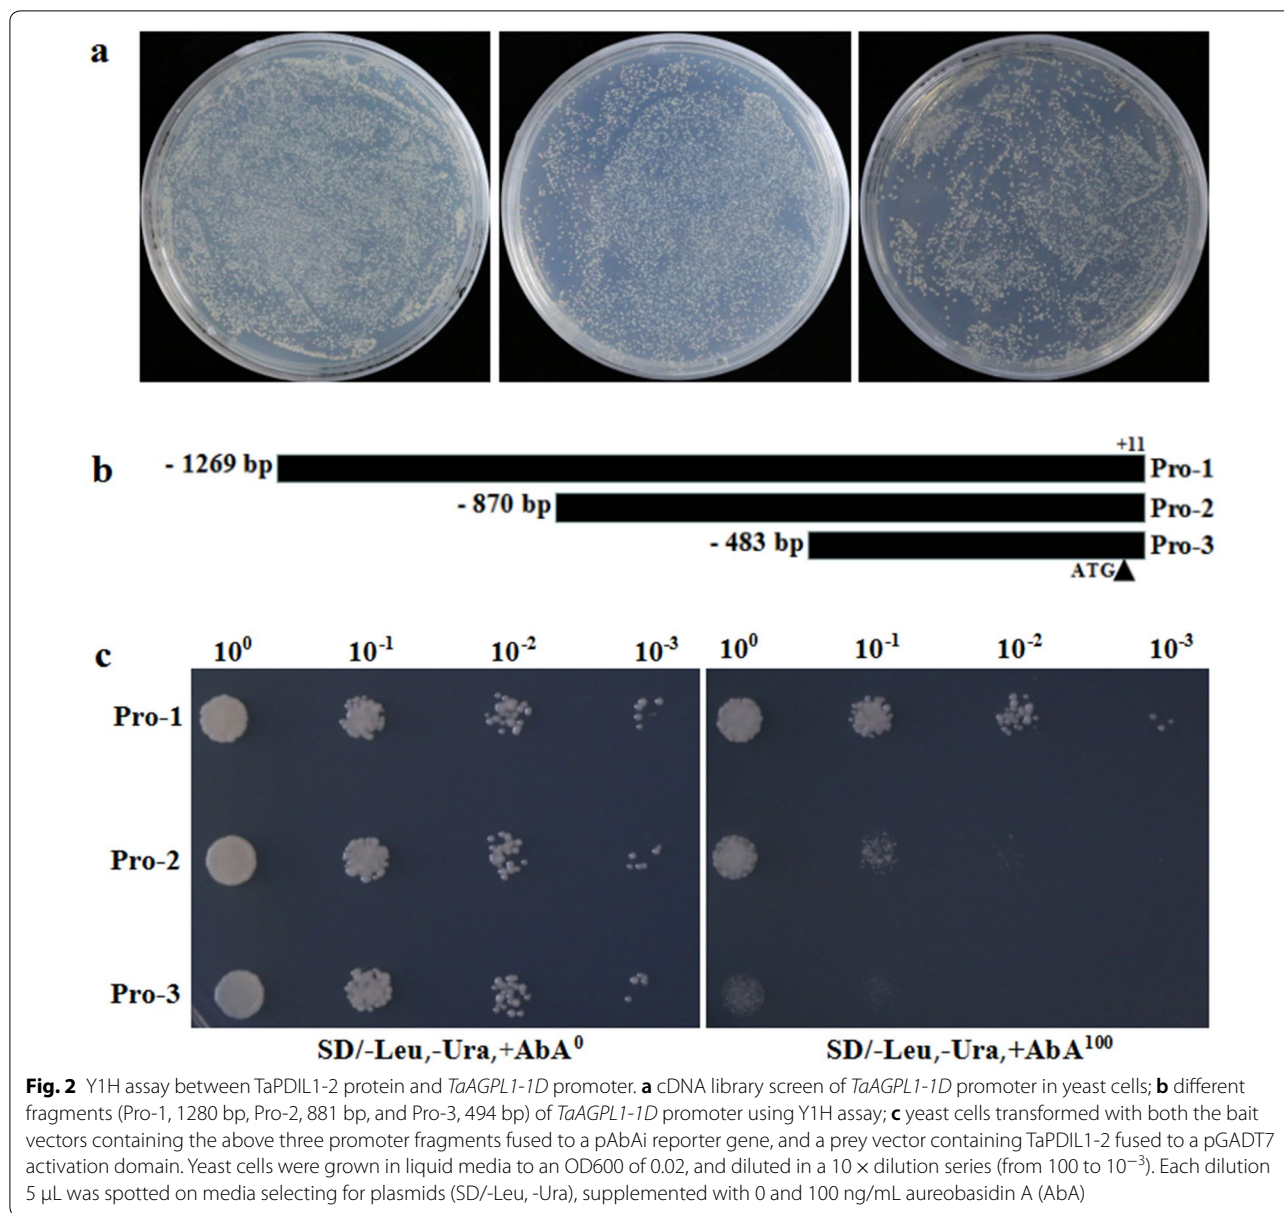 a
b
+11
- 1269 bp Pro-1
- 870 bp Pro-2
- 483 bp Pro-3
ATG
c
10⁰ 10⁻¹ 10⁻² 10⁻³ 10⁰ 10⁻¹ 10⁻² 10⁻³
Pro-1
Pro-2
Pro-3
SD/-Leu,-Ura,+AbA⁰ SD/-Leu,-Ura,+AbA¹⁰⁰
Fig. 2 Y1H assay between TaPDIL1-2 protein and TaAGPL1-1D promoter. a cDNA library screen of TaAGPL1-1D promoter in yeast cells; b different
fragments (Pro-1, 1280 bp, Pro-2, 881 bp, and Pro-3, 494 bp) of TaAGPL1-1D promoter using Y1H assay; c yeast cells transformed with both the bait
vectors containing the above three promoter fragments fused to a pAbAi reporter gene, and a prey vector containing TaPDIL1-2 fused to a pGADT7
activation domain. Yeast cells were grown in liquid media to an OD600 of 0.02, and diluted in a 10 × dilution series (from 100 to 10⁻³). Each dilution
5 µL was spotted on media selecting for plasmids (SD/-Leu, -Ura), supplemented with 0 and 100 ng/mL aureobasidin A (AbA)